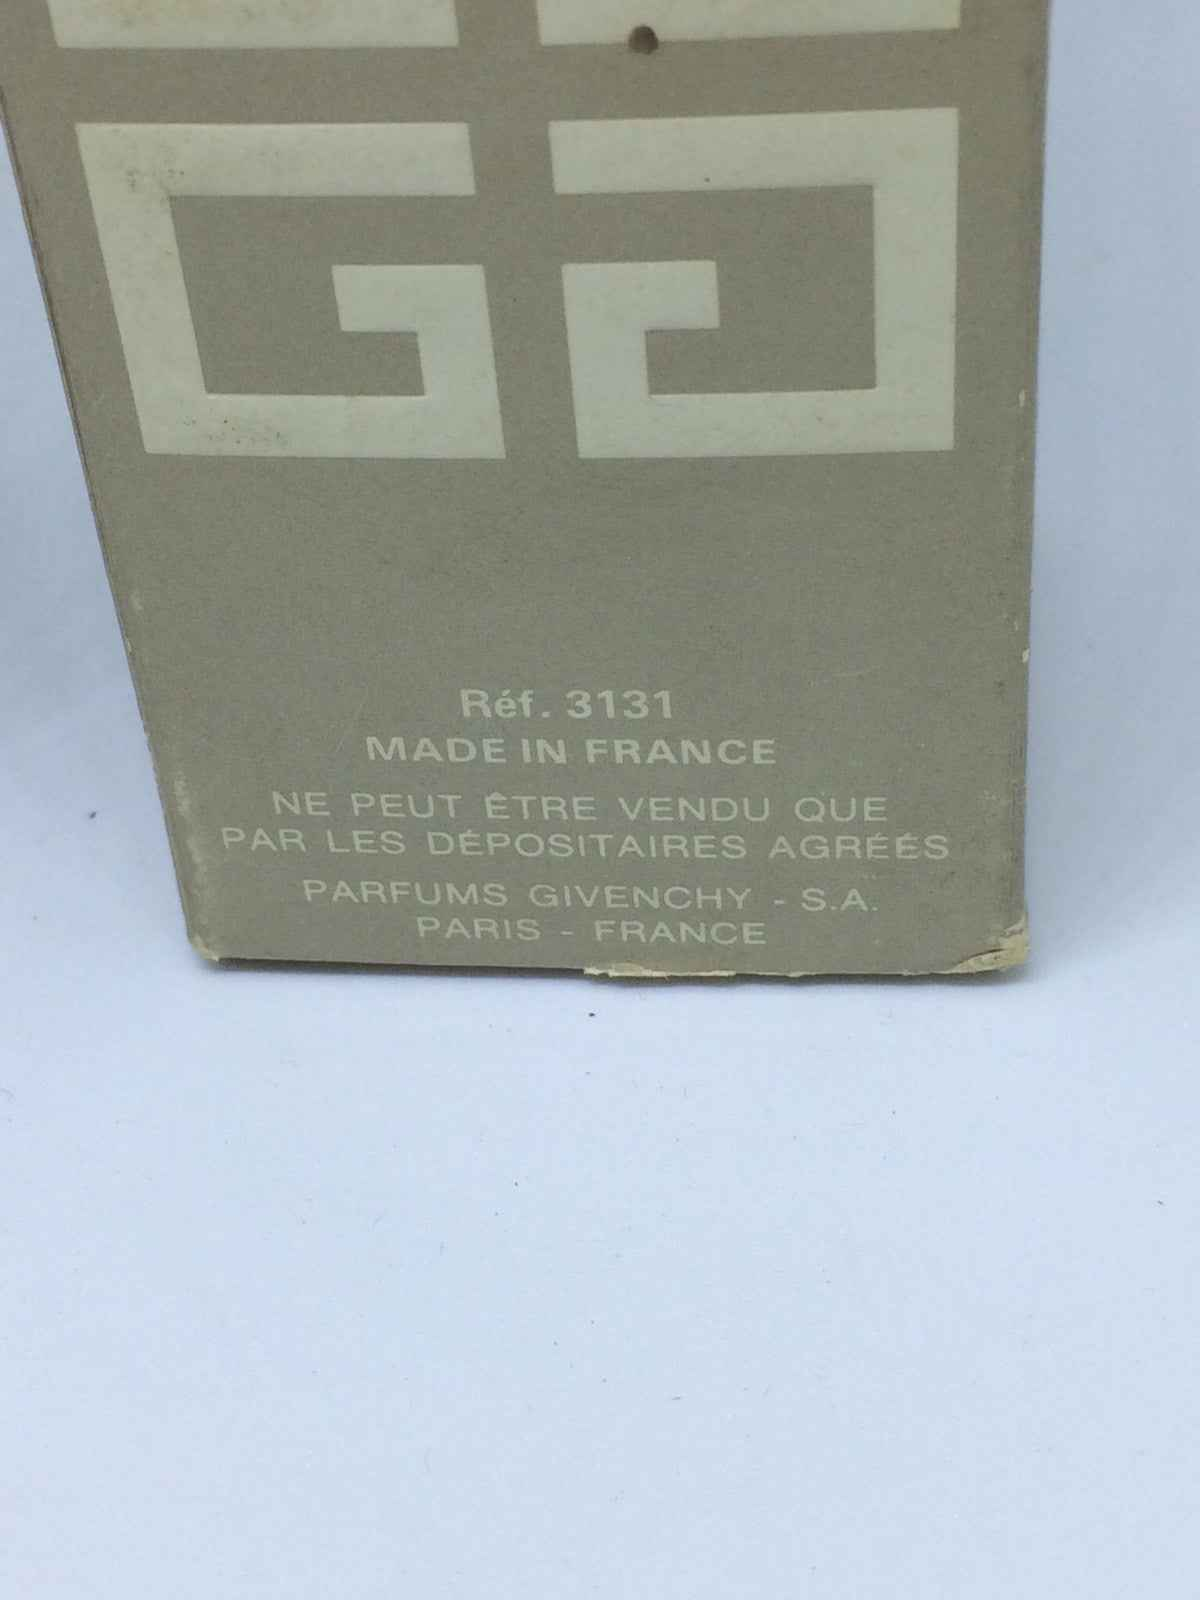 Réf. 3131
MADE IN FRANCE
NE PEUT ÊTRE VENDU QUE
PAR LES DÉPOSITAIRES AGRÉÉS
PARFUMS GIVENCHY - S.A.
PARIS - FRANCE